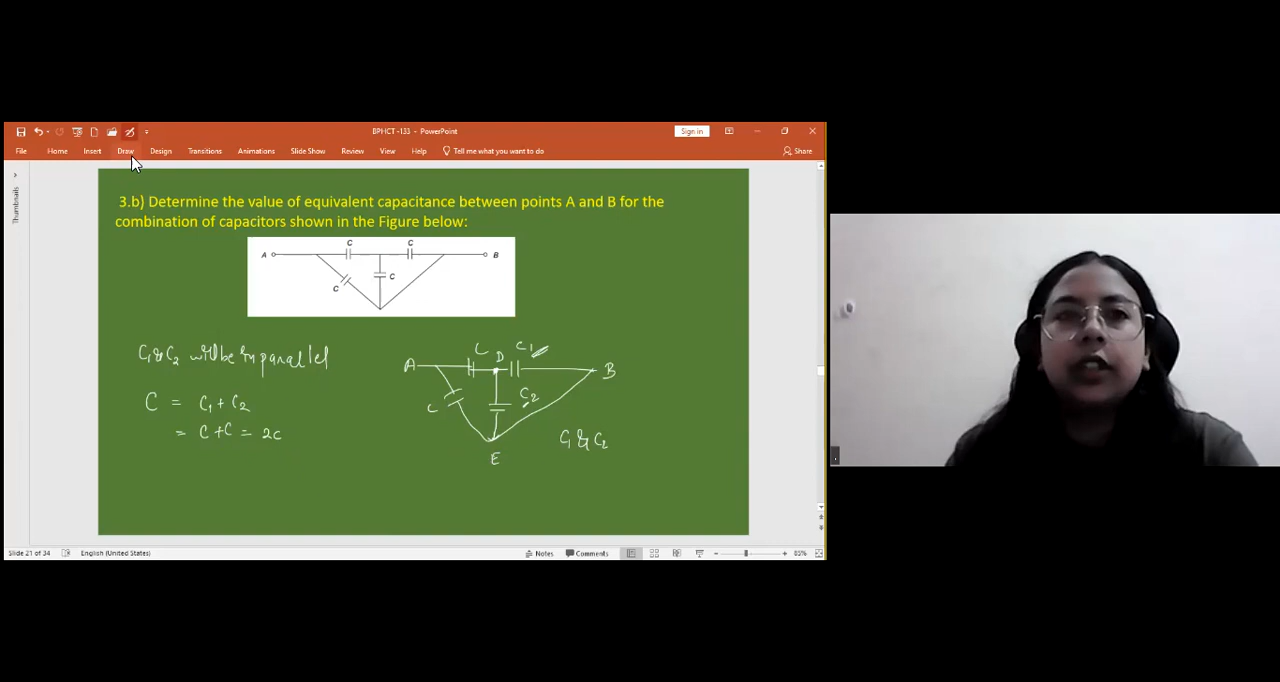 BPHCT -133 - PowerPoint
Sign in
File Home Insert Draw Design Transitions Animations Slide Show Review View Help Tell me what you want to do Share
Thumbnails
3.b) Determine the value of equivalent capacitance between points A and B for the
combination of capacitors shown in the Figure below:
C C
A B
C
C
C1 & C2 will be in parallel
C = C1 + C2
= C + C = 2C
C D C1
A B
C C2
C1 & C2
E
Slide 21 of 34 English (United States) Notes Comments 85%